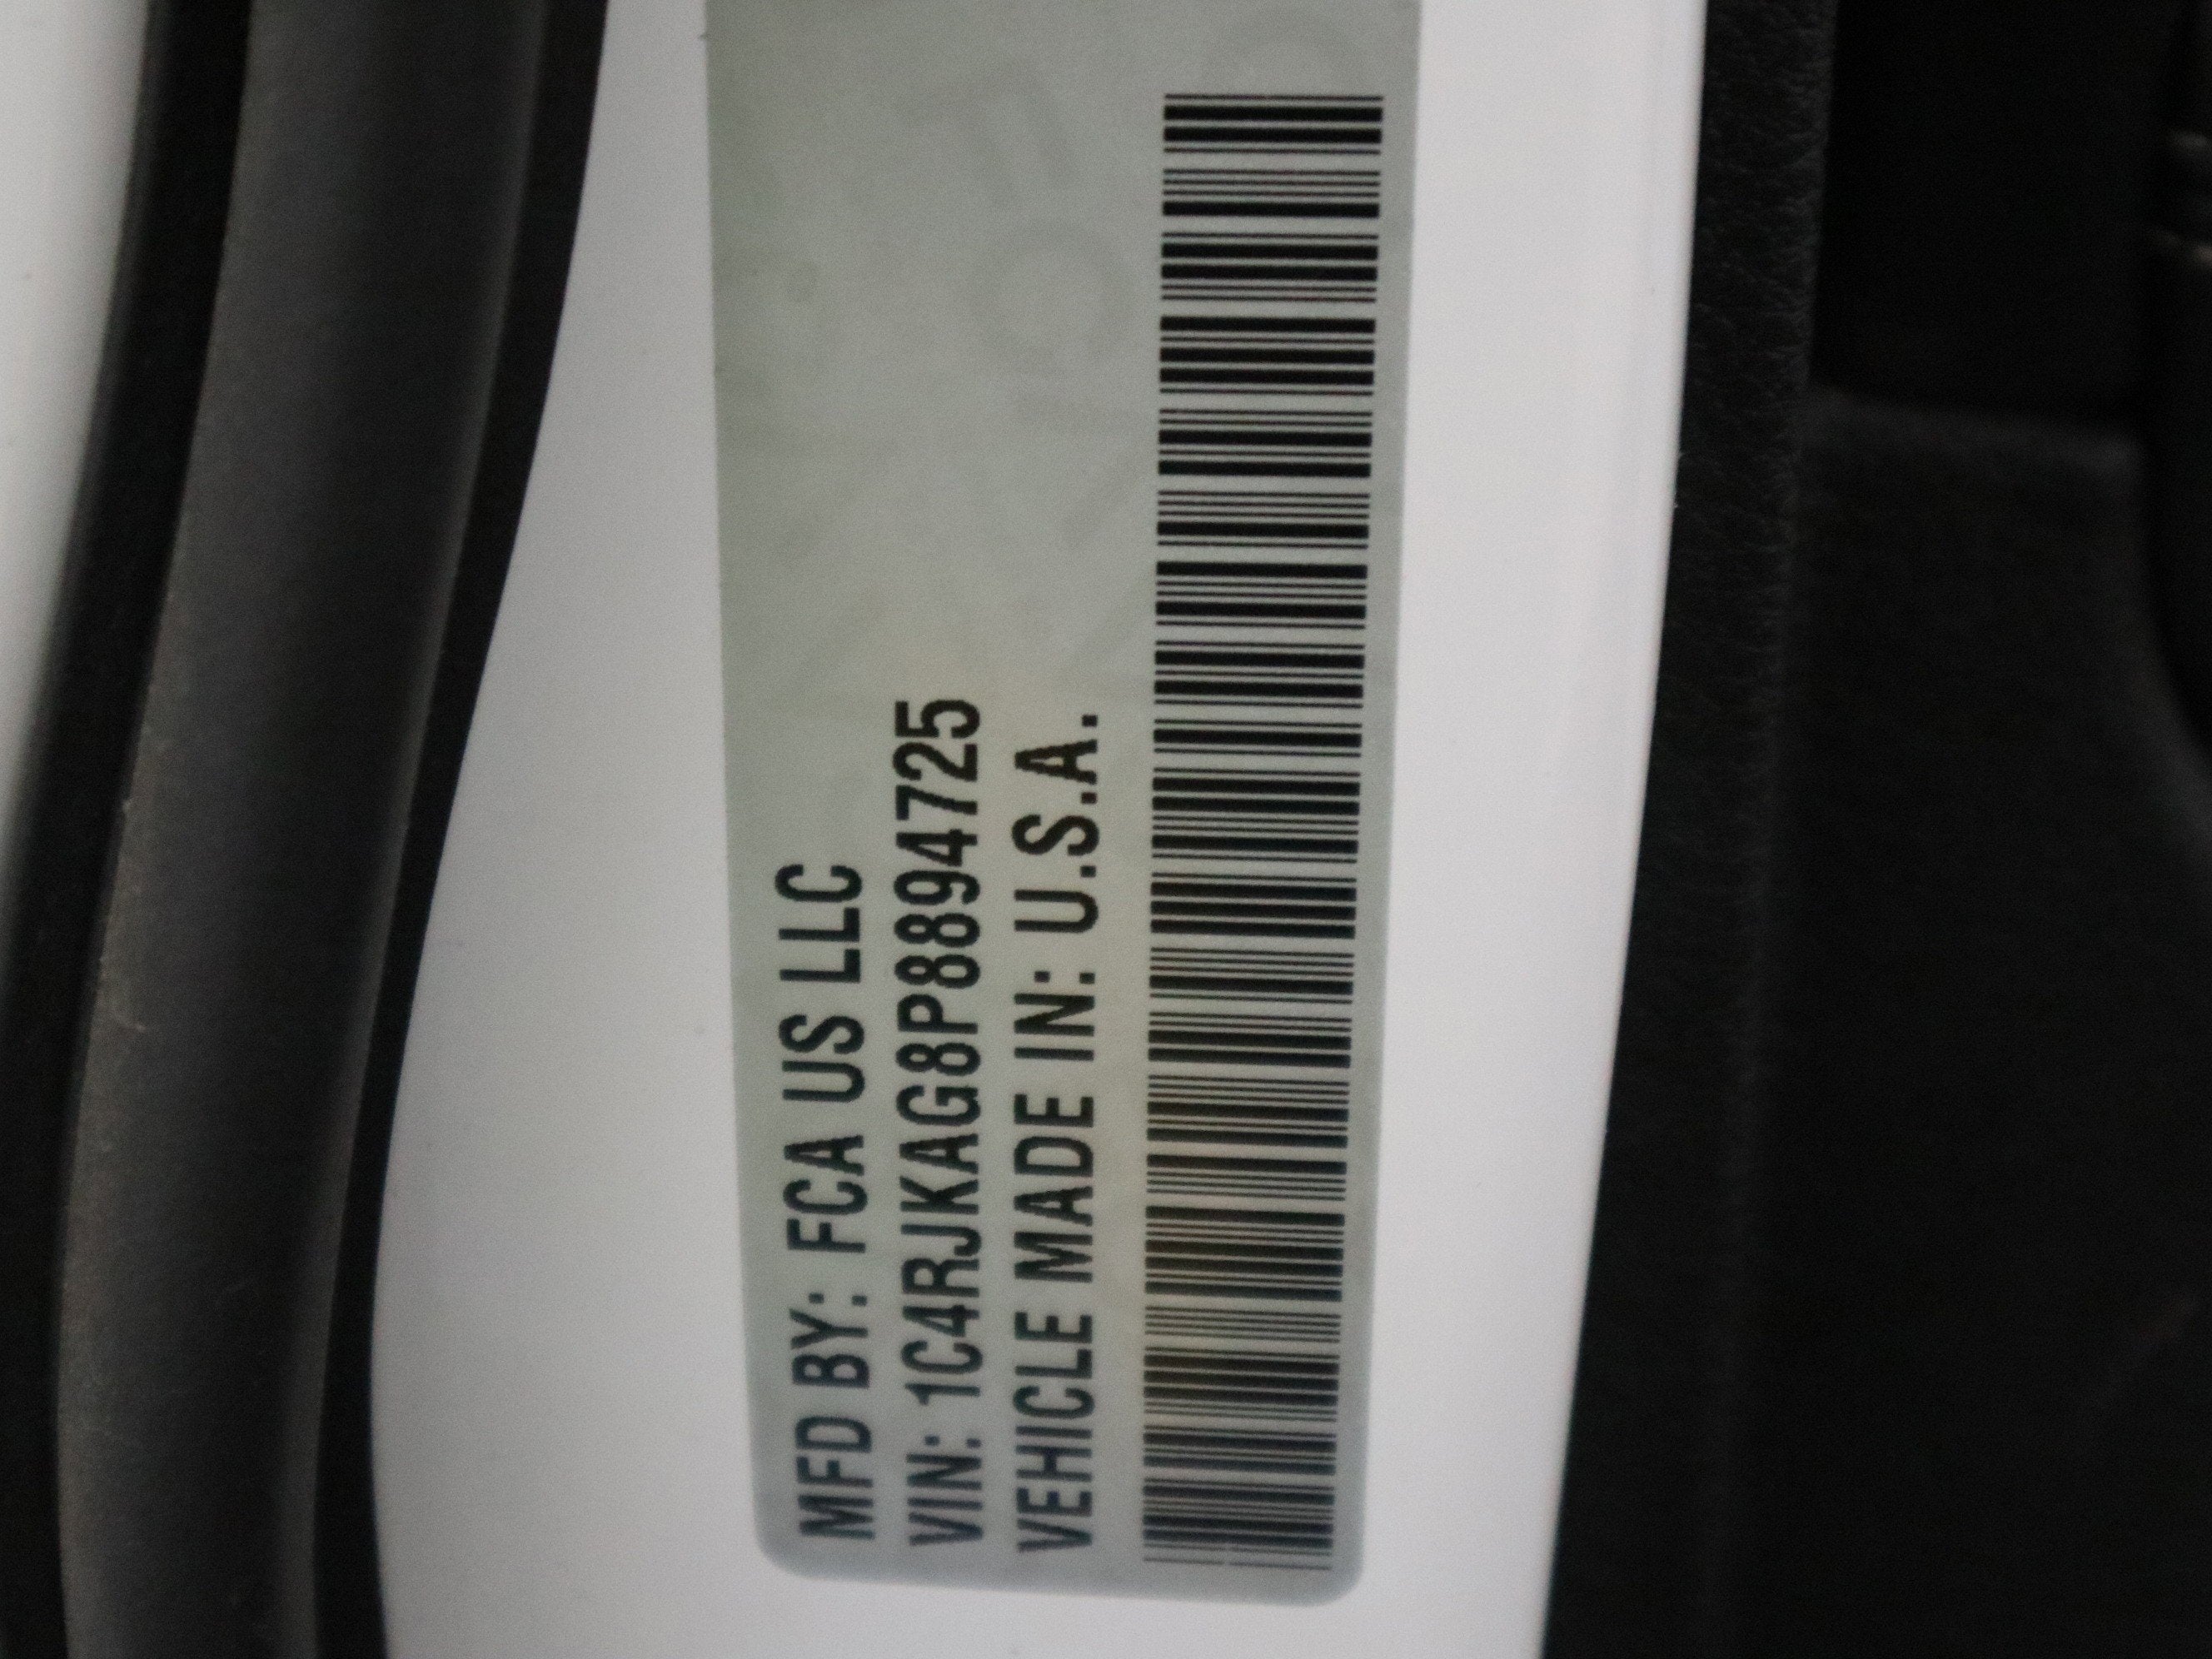 MFD BY: FCA US LLC
VIN: 1C4RJKAG8P8894725
VEHICLE MADE IN: U.S.A.